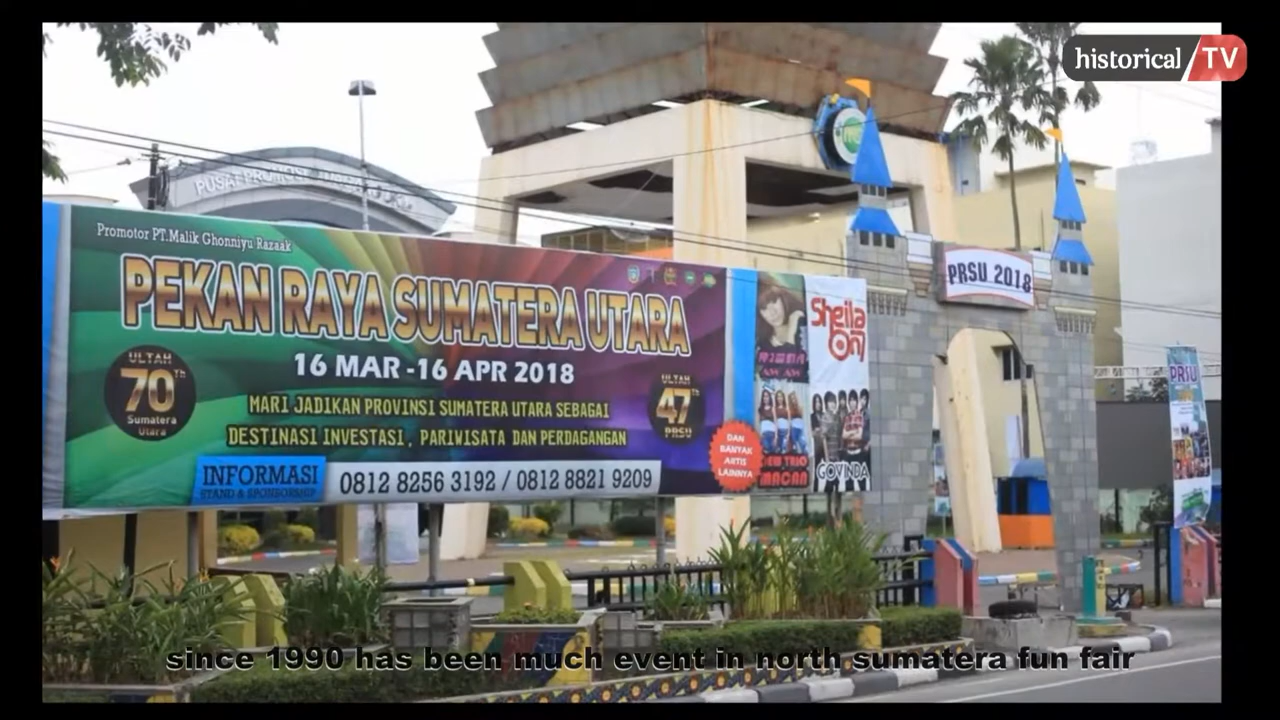 historical TV
PUSAT PROMOSI
Promotor PT.Malik Ghonniyu Razaak
PEKAN RAYA SUMATERA UTARA
16 MAR -16 APR 2018
ULTAH
70Th
Sumatera
Utara
ULTAH
47Th
PRSU
MARI JADIKAN PROVINSI SUMATERA UTARA SEBAGAI
DESTINASI INVESTASI, PARIWISATA DAN PERDAGANGAN
INFORMASI
STAND & SPONSORSHIP
0812 8256 3192 / 0812 8821 9209
DAN
BANYAK
ARTIS
LAINNYA
Sheila
On7
TRIO
MACAN
GOVINDA
PRSU 2018
PRSU
since 1990 has been much event in north sumatera fun fair